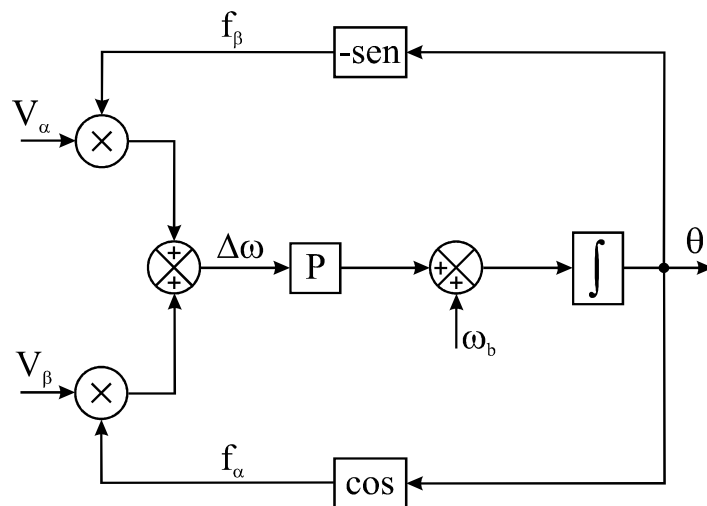 f_β
-sen
V_α
×
+
+
Δω
P
+
+
∫
θ
ω_b
V_β
×
f_α
cos